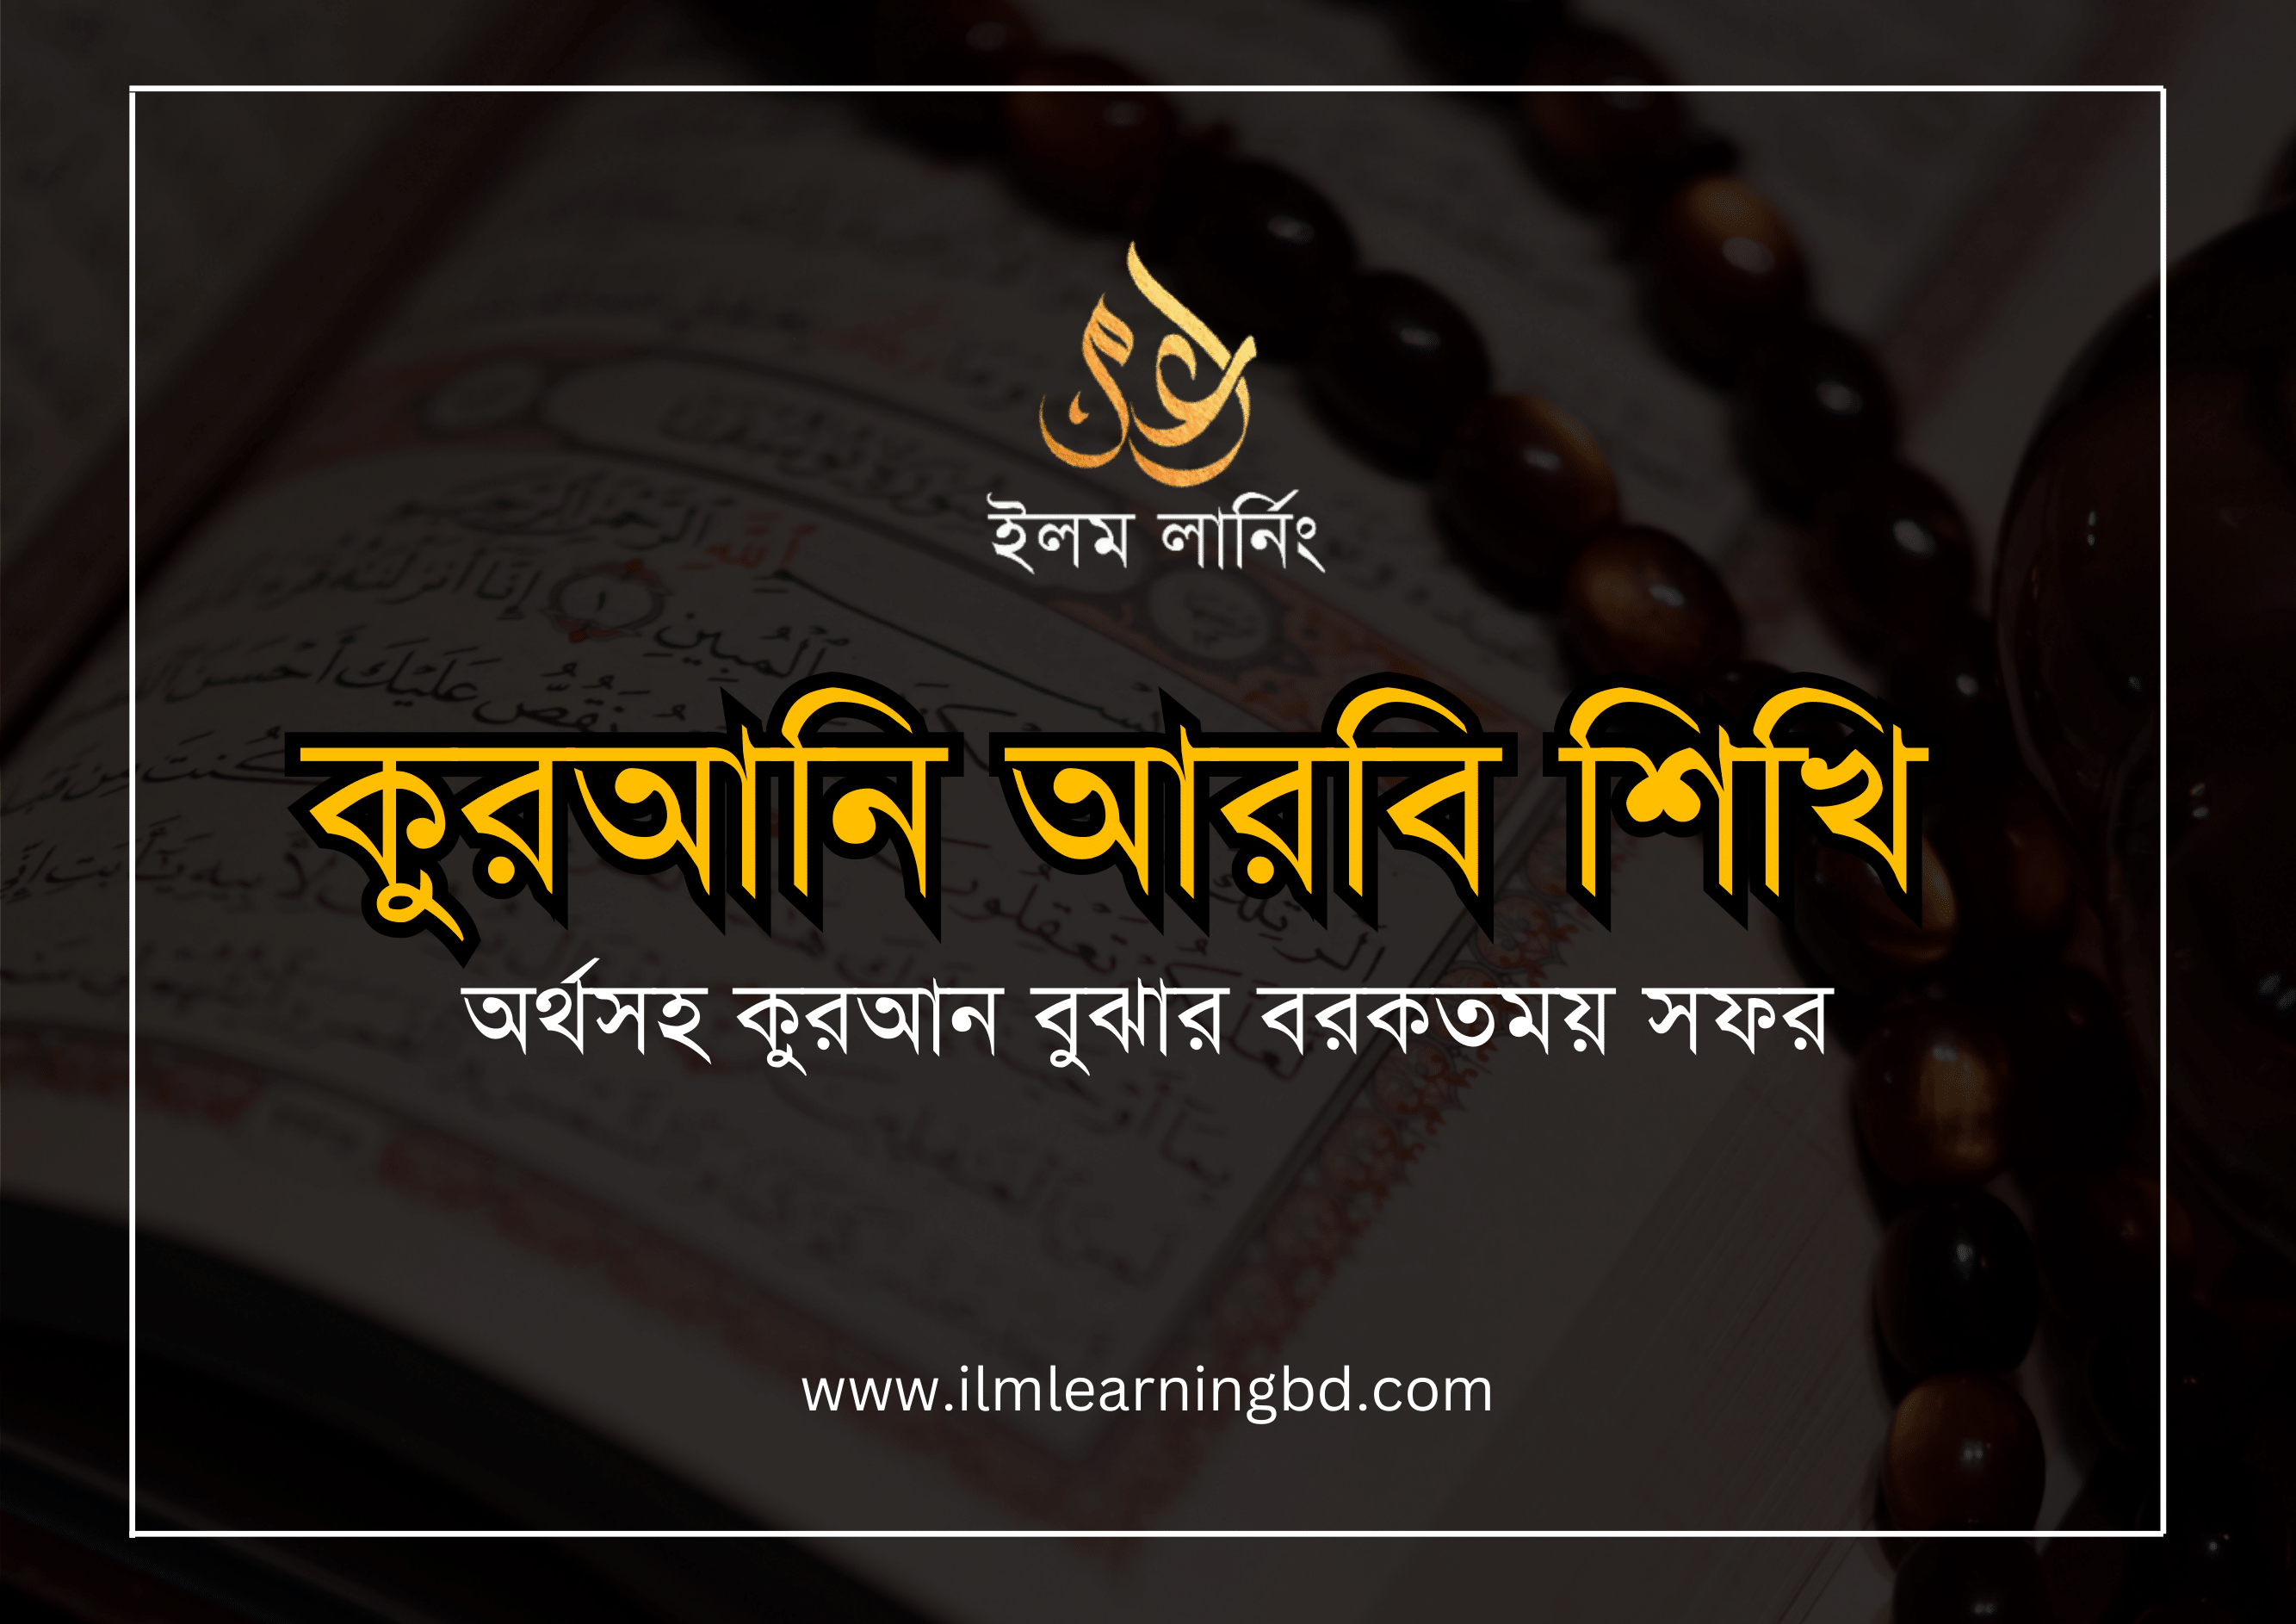 ইলম লার্নিং
কুরআনি আরবি শিখি
অর্থসহ কুরআন বুঝার বরকতময় সফর
www.ilmlearningbd.com